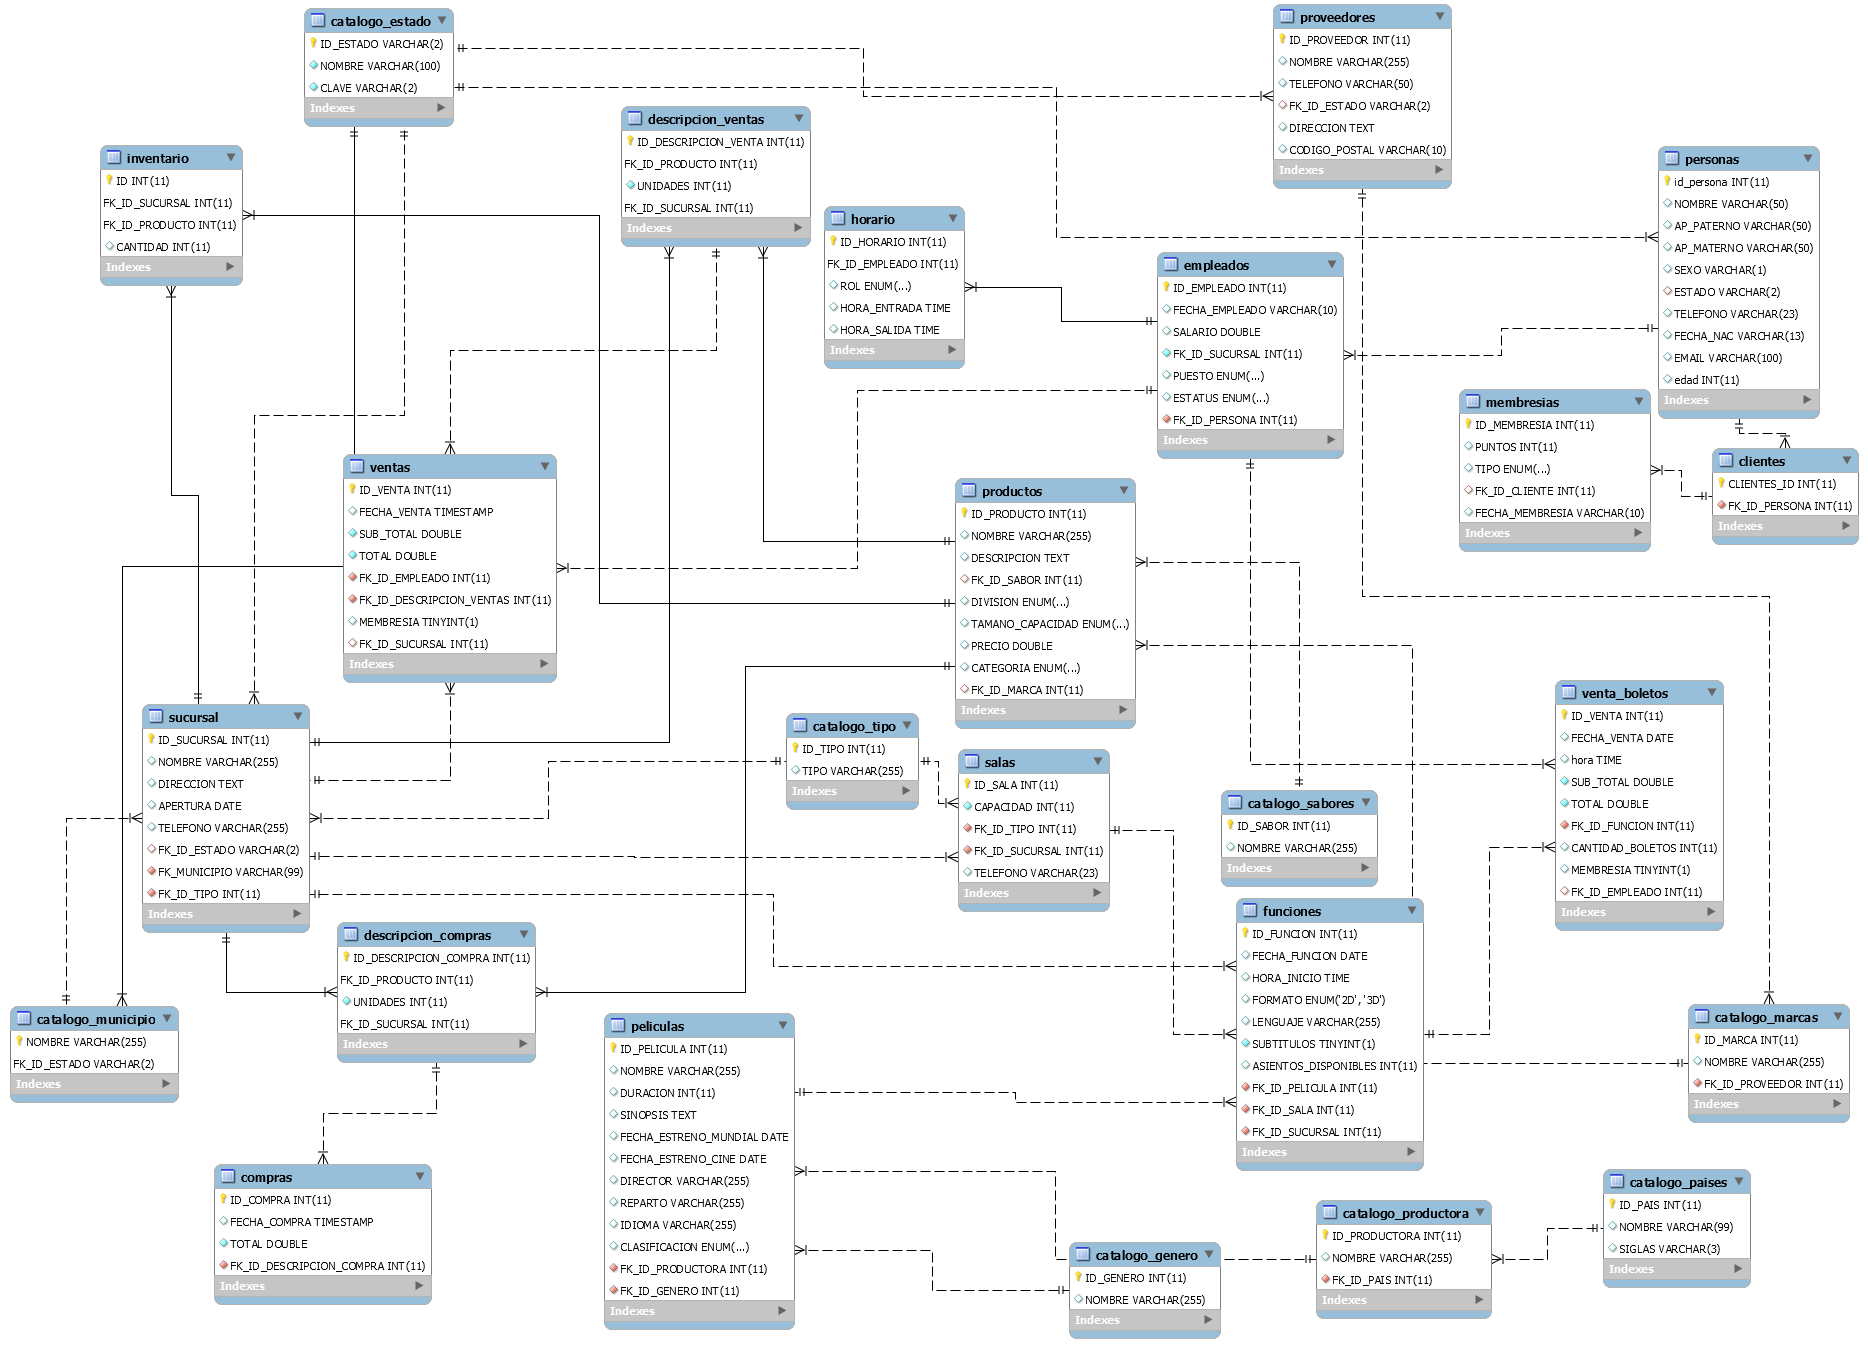 catalogo_estado
ID_ESTADO VARCHAR(2)
NOMBRE VARCHAR(100)
CLAVE VARCHAR(2)
Indexes
proveedores
ID_PROVEEDOR INT(11)
NOMBRE VARCHAR(255)
TELEFONO VARCHAR(50)
FK_ID_ESTADO VARCHAR(2)
DIRECCION TEXT
CODIGO_POSTAL VARCHAR(10)
Indexes
descripcion_ventas
ID_DESCRIPCION_VENTA INT(11)
FK_ID_PRODUCTO INT(11)
UNIDADES INT(11)
FK_ID_SUCURSAL INT(11)
Indexes
inventario
ID INT(11)
FK_ID_SUCURSAL INT(11)
FK_ID_PRODUCTO INT(11)
CANTIDAD INT(11)
Indexes
personas
id_persona INT(11)
NOMBRE VARCHAR(50)
AP_PATERNO VARCHAR(50)
AP_MATERNO VARCHAR(50)
SEXO VARCHAR(1)
ESTADO VARCHAR(2)
TELEFONO VARCHAR(23)
FECHA_NAC VARCHAR(13)
EMAIL VARCHAR(100)
edad INT(11)
Indexes
horario
ID_HORARIO INT(11)
FK_ID_EMPLEADO INT(11)
ROL ENUM(...)
HORA_ENTRADA TIME
HORA_SALIDA TIME
Indexes
empleados
ID_EMPLEADO INT(11)
FECHA_EMPLEADO VARCHAR(10)
SALARIO DOUBLE
FK_ID_SUCURSAL INT(11)
PUESTO ENUM(...)
ESTATUS ENUM(...)
FK_ID_PERSONA INT(11)
Indexes
membresias
ID_MEMBRESIA INT(11)
PUNTOS INT(11)
TIPO ENUM(...)
FK_ID_CLIENTE INT(11)
FECHA_MEMBRESIA VARCHAR(10)
Indexes
clientes
CLIENTES_ID INT(11)
FK_ID_PERSONA INT(11)
Indexes
ventas
ID_VENTA INT(11)
FECHA_VENTA TIMESTAMP
SUB_TOTAL DOUBLE
TOTAL DOUBLE
FK_ID_EMPLEADO INT(11)
FK_ID_DESCRIPCION_VENTAS INT(11)
MEMBRESIA TINYINT(1)
FK_ID_SUCURSAL INT(11)
Indexes
productos
ID_PRODUCTO INT(11)
NOMBRE VARCHAR(255)
DESCRIPCION TEXT
FK_ID_SABOR INT(11)
DIVISION ENUM(...)
TAMANO_CAPACIDAD ENUM(...)
PRECIO DOUBLE
CATEGORIA ENUM(...)
FK_ID_MARCA INT(11)
Indexes
venta_boletos
ID_VENTA INT(11)
FECHA_VENTA DATE
hora TIME
SUB_TOTAL DOUBLE
TOTAL DOUBLE
FK_ID_FUNCION INT(11)
CANTIDAD_BOLETOS INT(11)
MEMBRESIA TINYINT(1)
FK_ID_EMPLEADO INT(11)
Indexes
sucursal
ID_SUCURSAL INT(11)
NOMBRE VARCHAR(255)
DIRECCION TEXT
APERTURA DATE
TELEFONO VARCHAR(255)
FK_ID_ESTADO VARCHAR(2)
FK_MUNICIPIO VARCHAR(99)
FK_ID_TIPO INT(11)
Indexes
catalogo_tipo
ID_TIPO INT(11)
TIPO VARCHAR(255)
Indexes
salas
ID_SALA INT(11)
CAPACIDAD INT(11)
FK_ID_TIPO INT(11)
FK_ID_SUCURSAL INT(11)
TELEFONO VARCHAR(23)
Indexes
catalogo_sabores
ID_SABOR INT(11)
NOMBRE VARCHAR(255)
Indexes
funciones
ID_FUNCION INT(11)
FECHA_FUNCION DATE
HORA_INICIO TIME
FORMATO ENUM('2D','3D')
LENGUAJE VARCHAR(255)
SUBTITULOS TINYINT(1)
ASIENTOS_DISPONIBLES INT(11)
FK_ID_PELICULA INT(11)
FK_ID_SALA INT(11)
FK_ID_SUCURSAL INT(11)
Indexes
descripcion_compras
ID_DESCRIPCION_COMPRA INT(11)
FK_ID_PRODUCTO INT(11)
UNIDADES INT(11)
FK_ID_SUCURSAL INT(11)
Indexes
catalogo_municipio
NOMBRE VARCHAR(255)
FK_ID_ESTADO VARCHAR(2)
Indexes
peliculas
ID_PELICULA INT(11)
NOMBRE VARCHAR(255)
DURACION INT(11)
SINOPSIS TEXT
FECHA_ESTRENO_MUNDIAL DATE
FECHA_ESTRENO_CINE DATE
DIRECTOR VARCHAR(255)
REPARTO VARCHAR(255)
IDIOMA VARCHAR(255)
CLASIFICACION ENUM(...)
FK_ID_PRODUCTORA INT(11)
FK_ID_GENERO INT(11)
Indexes
catalogo_marcas
ID_MARCA INT(11)
NOMBRE VARCHAR(255)
FK_ID_PROVEEDOR INT(11)
Indexes
compras
ID_COMPRA INT(11)
FECHA_COMPRA TIMESTAMP
TOTAL DOUBLE
FK_ID_DESCRIPCION_COMPRA INT(11)
Indexes
catalogo_genero
ID_GENERO INT(11)
NOMBRE VARCHAR(255)
Indexes
catalogo_productora
ID_PRODUCTORA INT(11)
NOMBRE VARCHAR(255)
FK_ID_PAIS INT(11)
Indexes
catalogo_paises
ID_PAIS INT(11)
NOMBRE VARCHAR(99)
SIGLAS VARCHAR(3)
Indexes